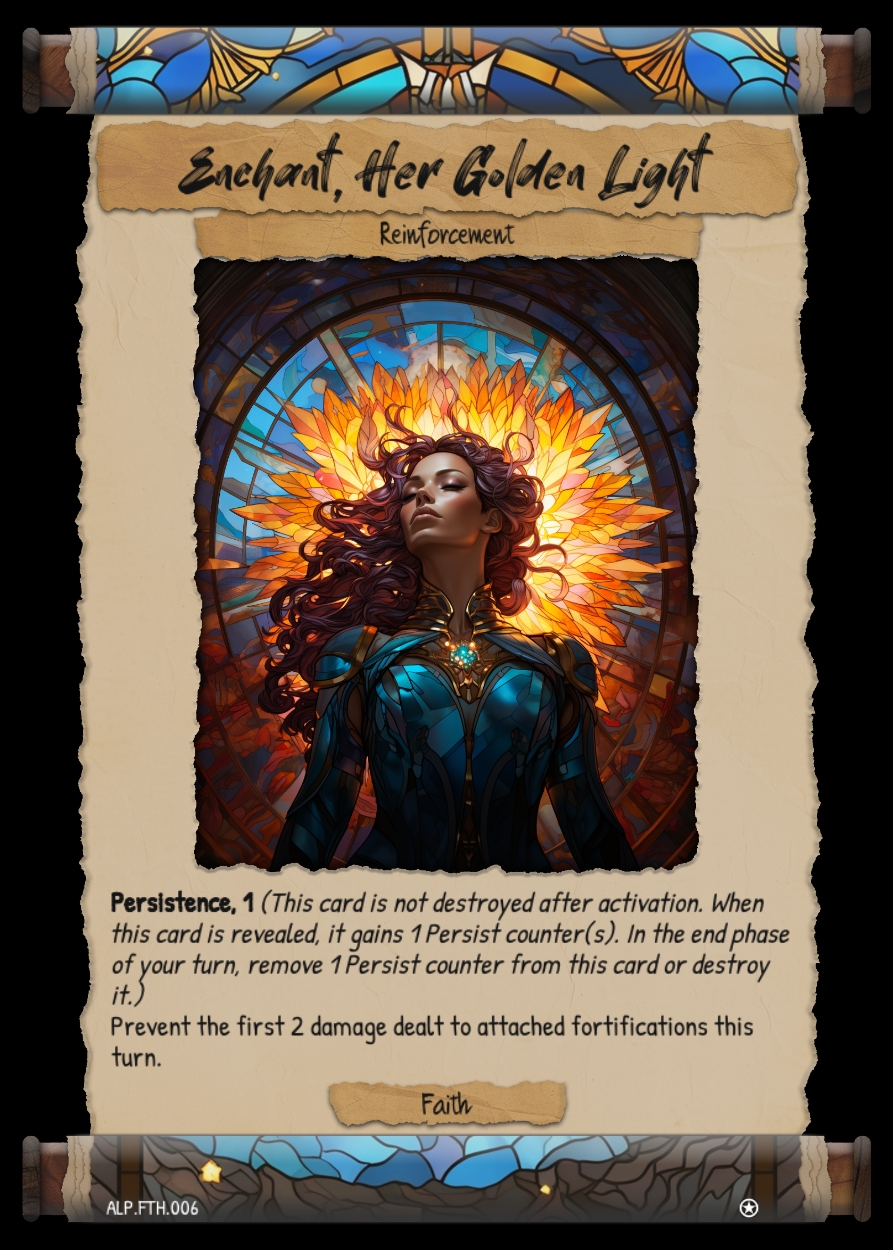 Enchant, Her Golden Light
Reinforcement
Persistence, 1 (This card is not destroyed after activation. When
this card is revealed, it gains 1 Persist counter(s). In the end phase
of your turn, remove 1 Persist counter from this card or destroy
it.)
Prevent the first 2 damage dealt to attached fortifications this
turn.
Faith
ALP.FTH.006